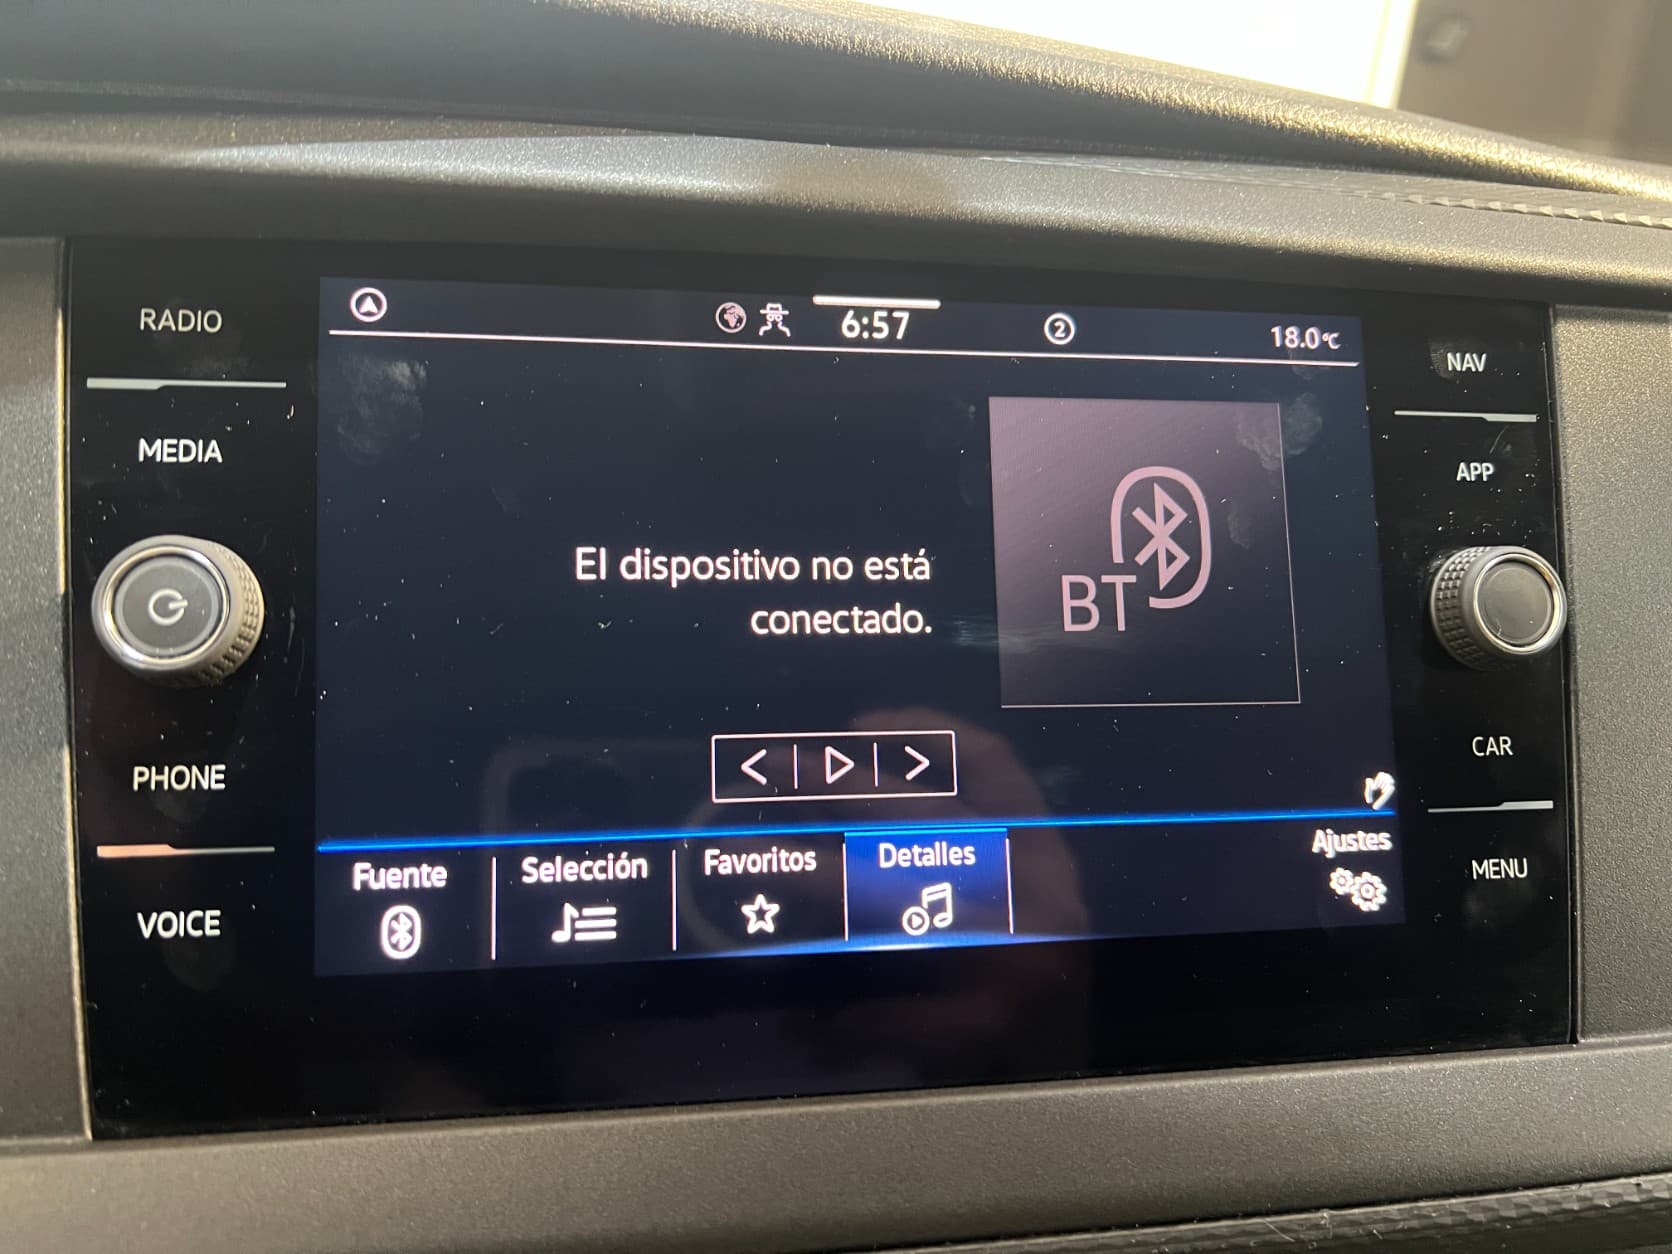 RADIO
MEDIA
PHONE
VOICE
6:57
2
18.0°C
El dispositivo no está
conectado.
BT
Fuente
Selección
Favoritos
Detalles
Ajustes
NAV
APP
CAR
MENU